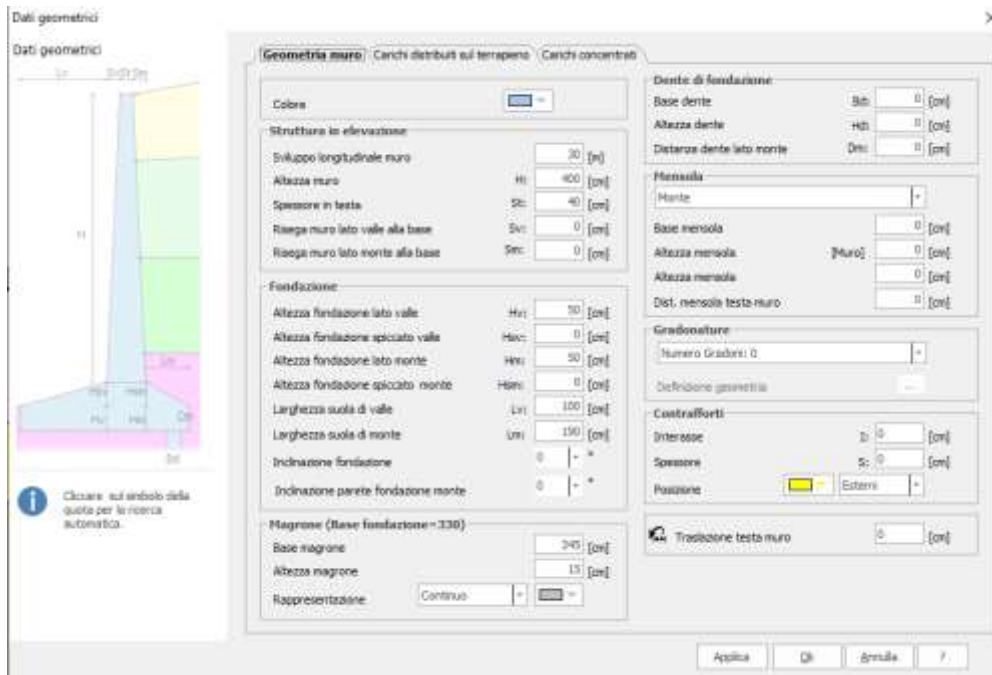 Dati geometrici
Dati geometrici
Lv
H
Lm
Hv
Geometria muro
Carichi distribuiti sul terrapieno
Carichi concentrati
Colore
Struttura in elevazione
Sviluppo longitudinale muro 30 [m]
Altezza muro H: 400 [cm]
Spessore in testa St: 40 [cm]
Risega muro lato valle alla base Sv: 0 [cm]
Risega muro lato monte alla base Sm: 0 [cm]
Fondazione
Altezza fondazione lato valle Hv: 50 [cm]
Altezza fondazione spiccato valle Hsv: 0 [cm]
Altezza fondazione lato monte Hm: 50 [cm]
Altezza fondazione spiccato monte Hsm: 0 [cm]
Larghezza suola di valle Lv: 100 [cm]
Larghezza suola di monte Lm: 190 [cm]
Inclinazione fondazione 0 °
Inclinazione parete fondazione monte 0 °
Magrone (Base fondazione=330)
Base magrone 345 [cm]
Altezza magrone 15 [cm]
Rappresentazione Continuo
Dente di fondazione
Base dente Bd: 0 [cm]
Altezza dente Hd: 0 [cm]
Distanza dente lato monte Dm: 0 [cm]
Mensola
Monte
Base mensola 0 [cm]
Altezza mensola [Muro] 0 [cm]
Altezza mensola 0 [cm]
Dist. mensola testa muro 0 [cm]
Gradonature
Numero Gradoni: 0
Definizione geometria ...
Contrafforti
Interasse I: 0 [cm]
Spessore S: 0 [cm]
Posizione Esterni
Traslazione testa muro 0 [cm]
Cliccare sul simbolo della
quota per la ricerca
automatica.
Applica
Ok
Annulla
?